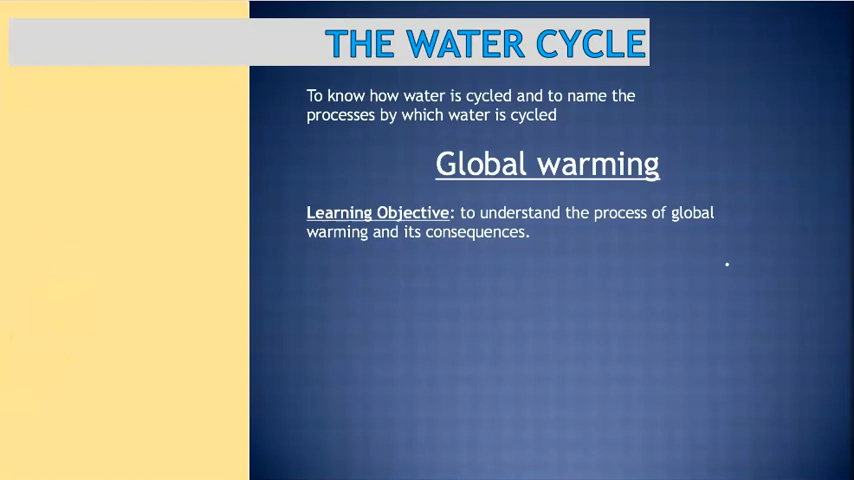 THE WATER CYCLE
To know how water is cycled and to name the
processes by which water is cycled
Global warming
Learning Objective: to understand the process of global
warming and its consequences.
.